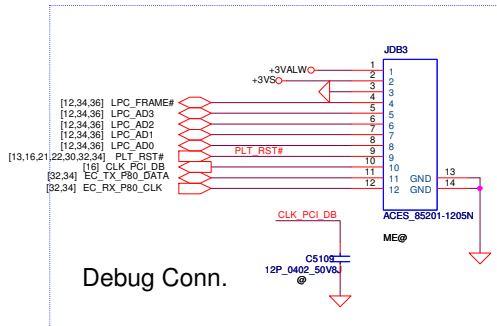 JDB3
+3VALW 1 1
+3VS 2 2
3 3
[12,34,36] LPC_FRAME# 4 4
[12,34,36] LPC_AD3 5 5
[12,34,36] LPC_AD2 6 6
[12,34,36] LPC_AD1 7 7
[12,34,36] LPC_AD0 8 8
[13,16,21,22,30,32,34] PLT_RST# PLT_RST# 9 9
[16] CLK_PCI_DB 10 10
[32,34] EC_TX_P80_DATA 11 11 GND 13
[32,34] EC_RX_P80_CLK 12 12 GND 14
ACES_85201-1205N
CLK_PCI_DB
ME@
C5109
12P_0402_50V8J
@
Debug Conn.